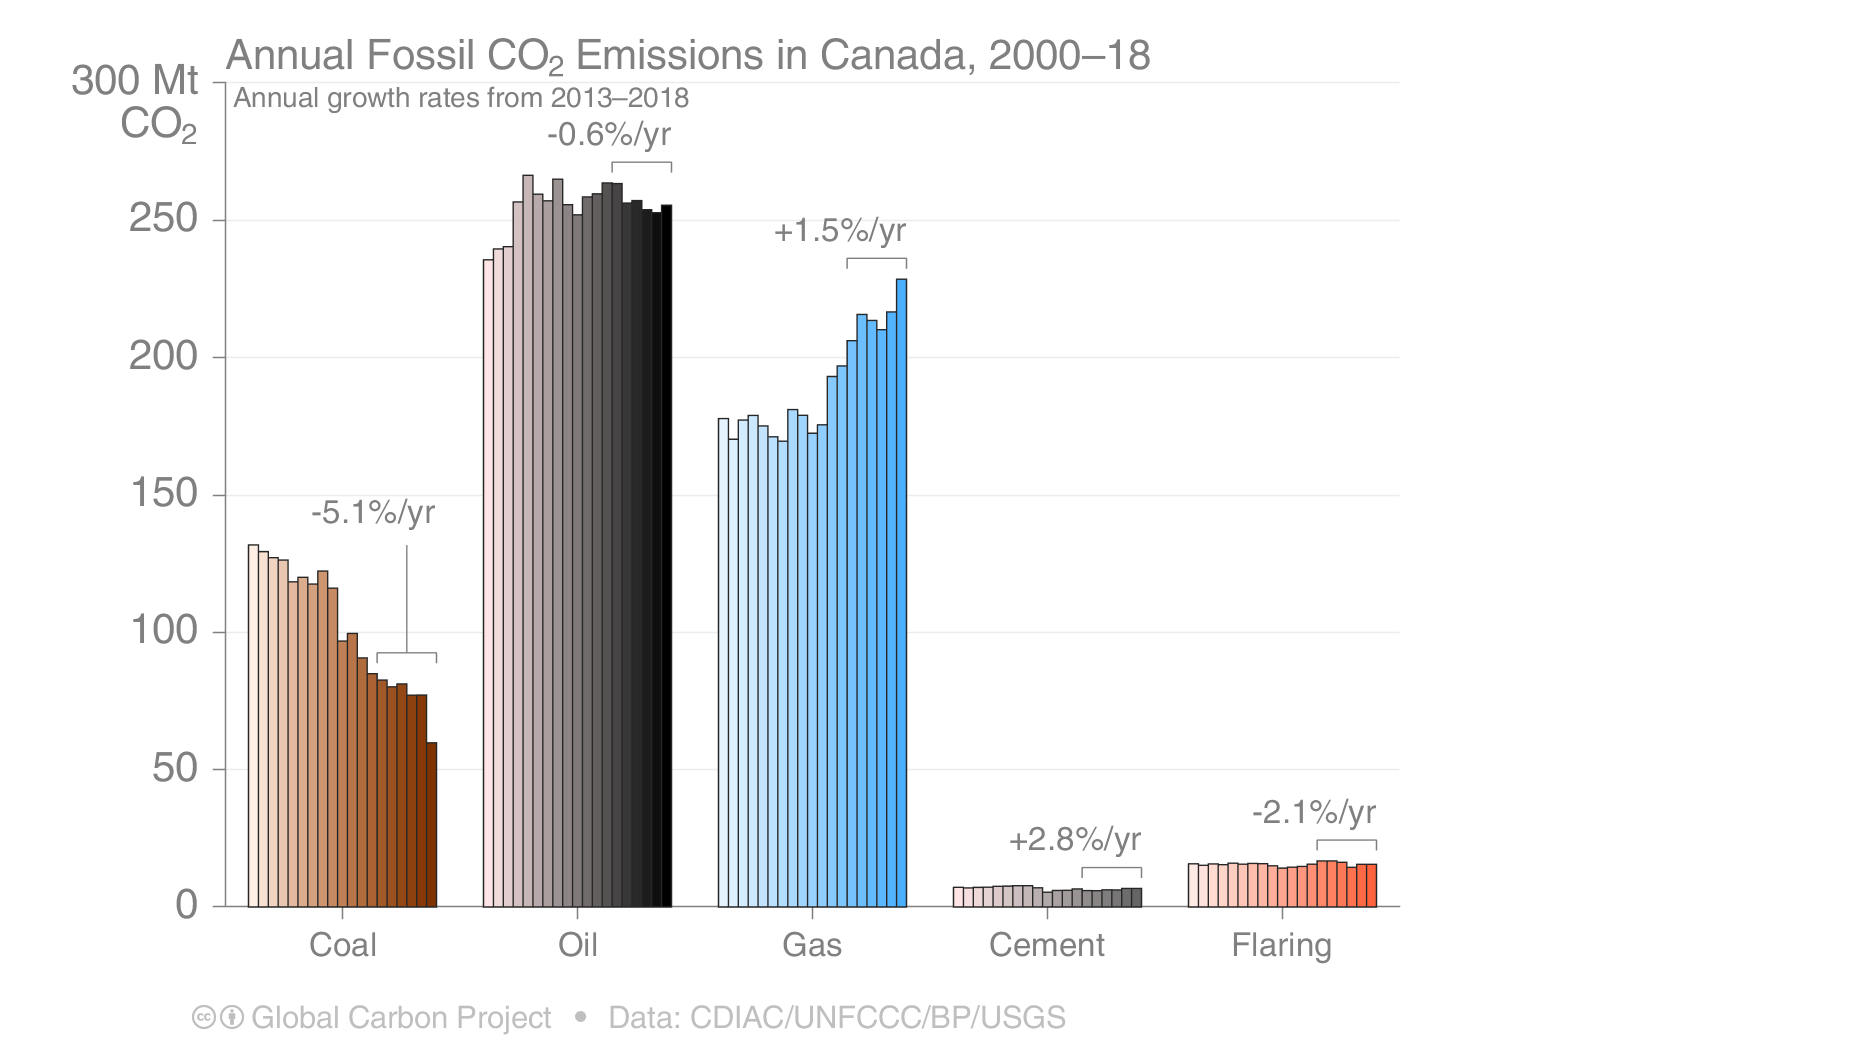 Annual Fossil CO₂ Emissions in Canada, 2000–18
300 Mt
CO₂
Annual growth rates from 2013–2018
-0.6%/yr
250
+1.5%/yr
200
150
-5.1%/yr
100
50
-2.1%/yr
+2.8%/yr
0
Coal
Oil
Gas
Cement
Flaring
cc Global Carbon Project • Data: CDIAC/UNFCCC/BP/USGS